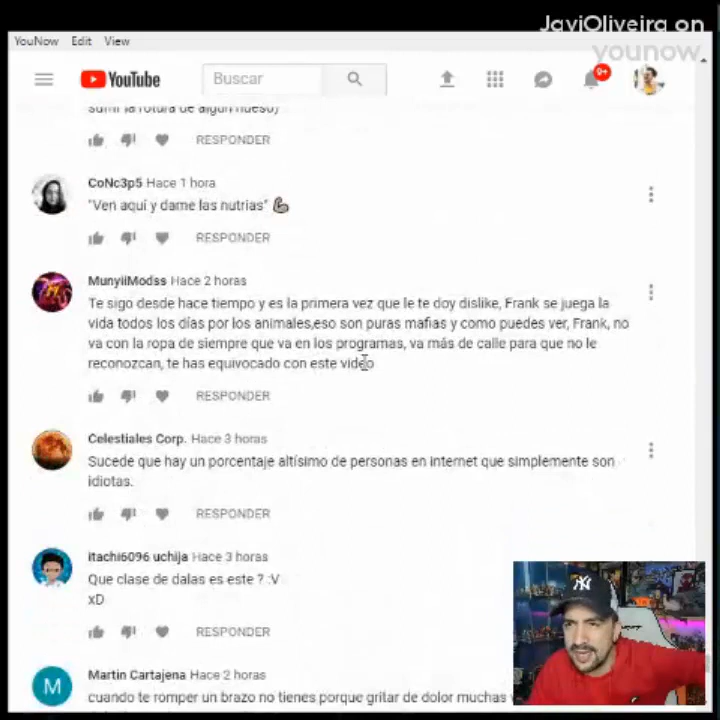 JaviOliveira on
younow
YouNow Edit View
YouTube
Buscar
9+
sumi la rotura de algún hueso)
RESPONDER
CoNc3p5 Hace 1 hora
"Ven aquí y dame las nutrias" 💪
RESPONDER
MunyiiModss Hace 2 horas
Te sigo desde hace tiempo y es la primera vez que le te doy dislike, Frank se juega la
vida todos los días por los animales,eso son puras mafias y como puedes ver, Frank, no
va con la ropa de siempre que va en los programas, va más de calle para que no le
reconozcan, te has equivocado con este video
RESPONDER
Celestiales Corp. Hace 3 horas
Sucede que hay un porcentaje altísimo de personas en internet que simplemente son
idiotas.
RESPONDER
itachi6096 uchija Hace 3 horas
Que clase de dalas es este ? :V
xD
RESPONDER
M
Martin Cartajena Hace 2 horas
cuando te romper un brazo no tienes porque gritar de dolor muchas